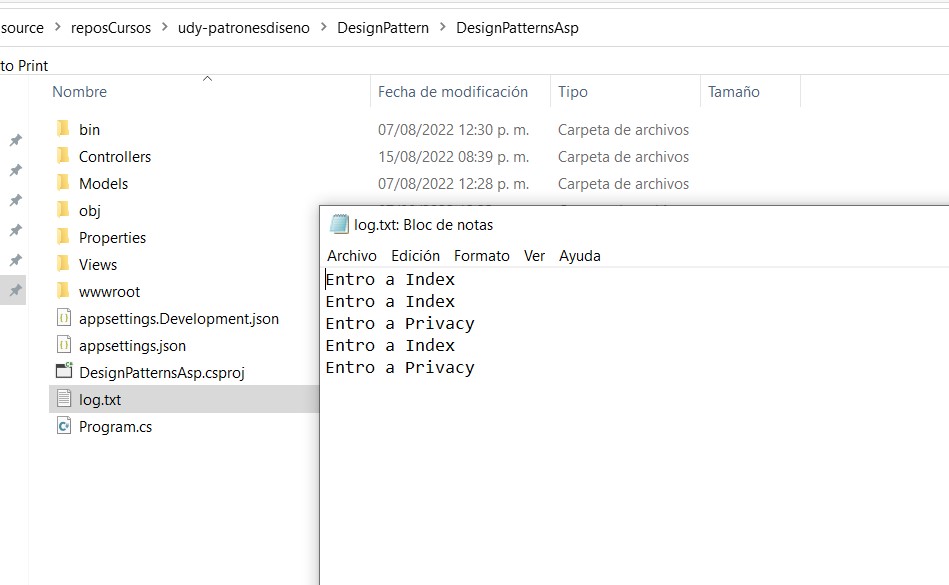 source > reposCursos > udy-patronesdiseno > DesignPattern > DesignPatternsAsp
to Print
Nombre Fecha de modificación Tipo Tamaño
bin 07/08/2022 12:30 p. m. Carpeta de archivos
Controllers 15/08/2022 08:39 p. m. Carpeta de archivos
Models 07/08/2022 12:28 p. m. Carpeta de archivos
obj
Properties
Views
wwwroot
appsettings.Development.json
appsettings.json
DesignPatternsAsp.csproj
log.txt
Program.cs
log.txt: Bloc de notas
Archivo Edición Formato Ver Ayuda
Entro a Index
Entro a Index
Entro a Privacy
Entro a Index
Entro a Privacy